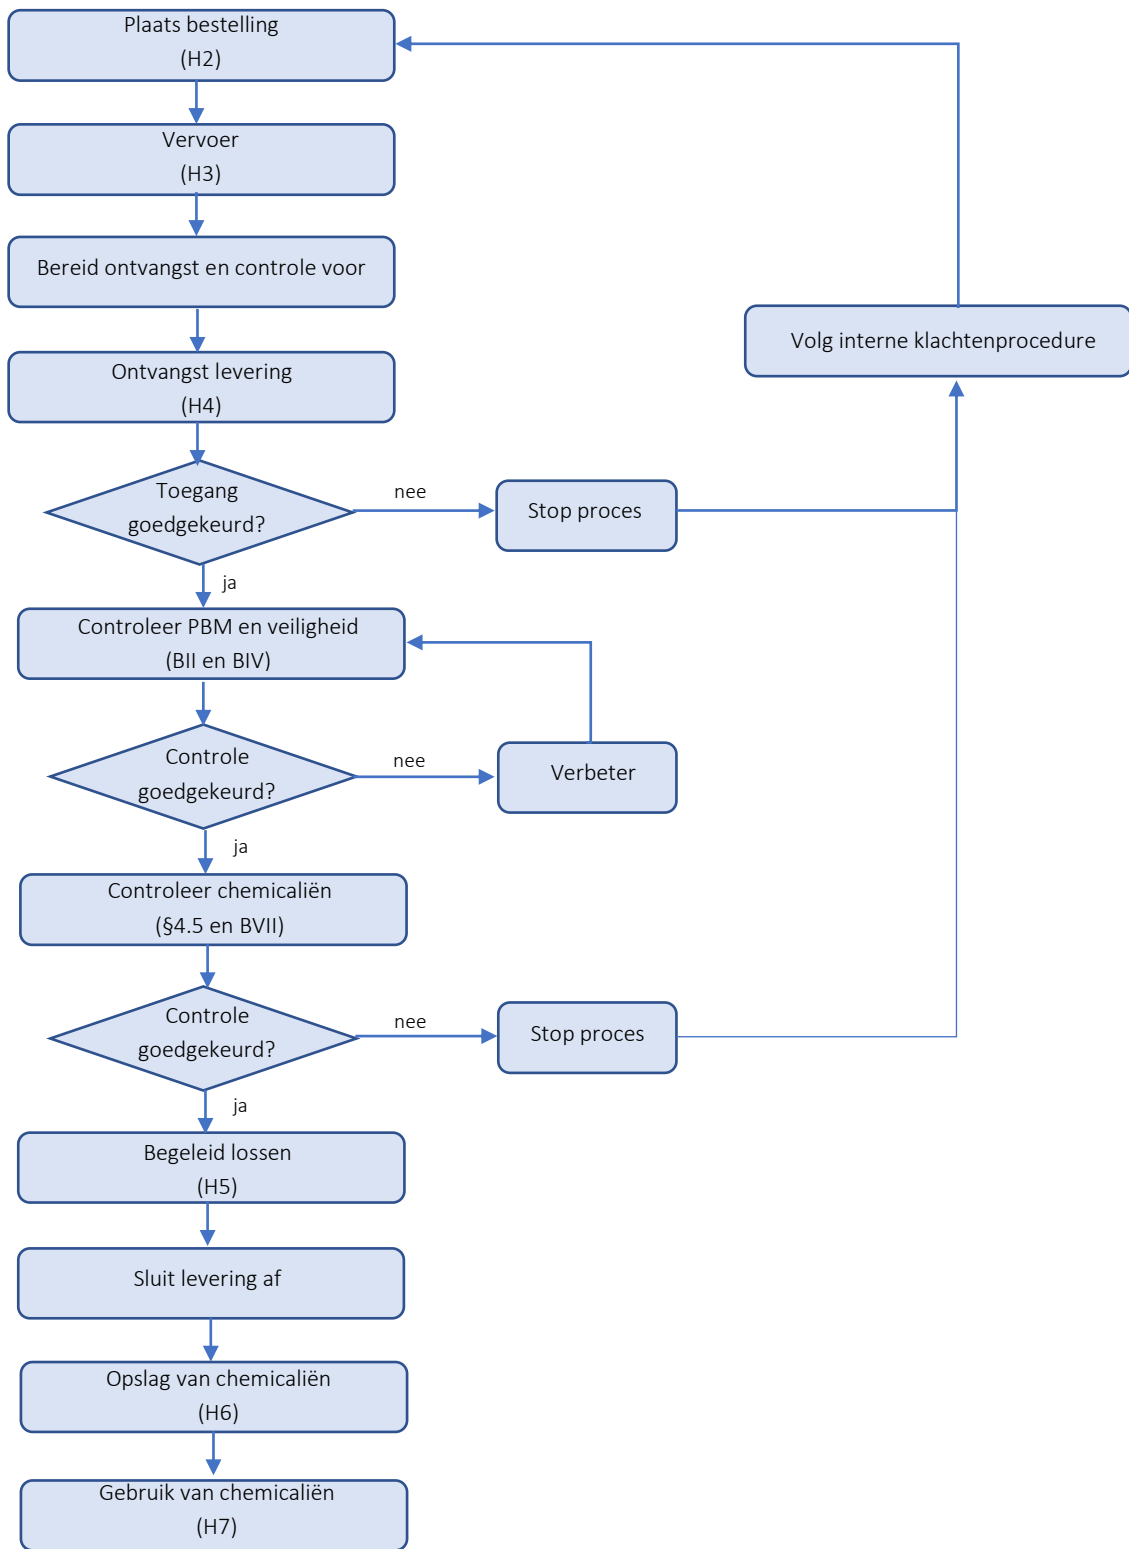 Plaats bestelling
(H2)
Vervoer
(H3)
Bereid ontvangst en controle voor
Volg interne klachtenprocedure
Ontvangst levering
(H4)
Toegang
goedgekeurd?
nee
Stop proces
ja
Controleer PBM en veiligheid
(BII en BIV)
Controle
goedgekeurd?
nee
Verbeter
ja
Controleer chemicaliën
(§4.5 en BVII)
Controle
goedgekeurd?
nee
Stop proces
ja
Begeleid lossen
(H5)
Sluit levering af
Opslag van chemicaliën
(H6)
Gebruik van chemicaliën
(H7)